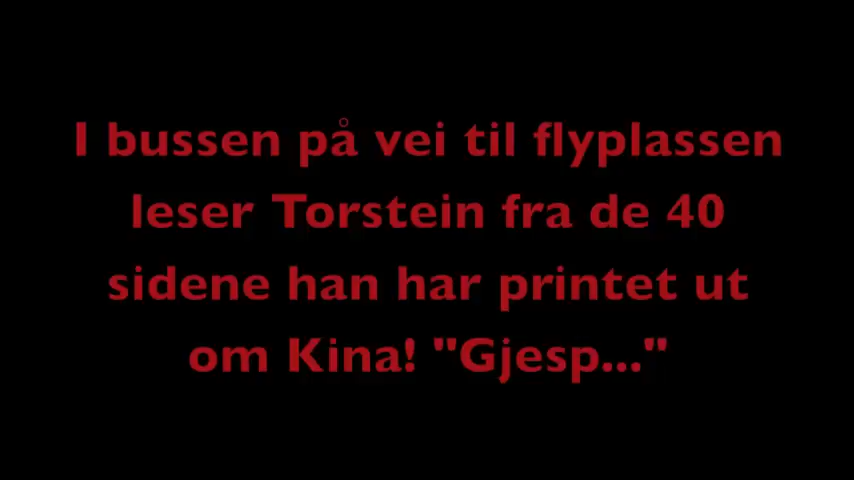 I bussen på vei til flyplassen
leser Torstein fra de 40
sidene han har printet ut
om Kina! "Gjesp..."